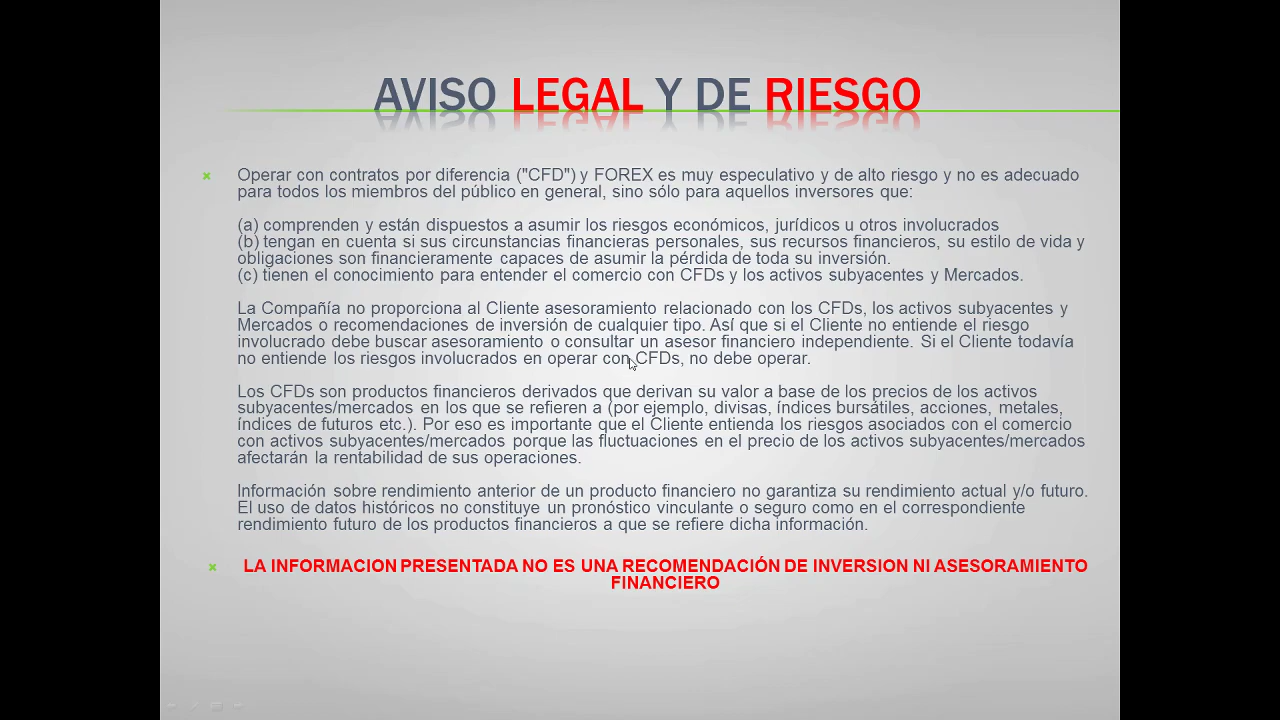 AVISO LEGAL Y DE RIESGO
Operar con contratos por diferencia ("CFD") y FOREX es muy especulativo y de alto riesgo y no es adecuado
para todos los miembros del público en general, sino sólo para aquellos inversores que:
(a) comprenden y están dispuestos a asumir los riesgos económicos, jurídicos u otros involucrados
(b) tengan en cuenta si sus circunstancias financieras personales, sus recursos financieros, su estilo de vida y
obligaciones son financieramente capaces de asumir la pérdida de toda su inversión.
(c) tienen el conocimiento para entender el comercio con CFDs y los activos subyacentes y Mercados.
La Compañía no proporciona al Cliente asesoramiento relacionado con los CFDs, los activos subyacentes y
Mercados o recomendaciones de inversión de cualquier tipo. Así que si el Cliente no entiende el riesgo
involucrado debe buscar asesoramiento o consultar un asesor financiero independiente. Si el Cliente todavía
no entiende los riesgos involucrados en operar con CFDs, no debe operar.
Los CFDs son productos financieros derivados que derivan su valor a base de los precios de los activos
subyacentes/mercados en los que se refieren a (por ejemplo, divisas, índices bursátiles, acciones, metales,
índices de futuros etc.). Por eso es importante que el Cliente entienda los riesgos asociados con el comercio
con activos subyacentes/mercados porque las fluctuaciones en el precio de los activos subyacentes/mercados
afectarán la rentabilidad de sus operaciones.
Información sobre rendimiento anterior de un producto financiero no garantiza su rendimiento actual y/o futuro.
El uso de datos históricos no constituye un pronóstico vinculante o seguro como en el correspondiente
rendimiento futuro de los productos financieros a que se refiere dicha información.
LA INFORMACION PRESENTADA NO ES UNA RECOMENDACIÓN DE INVERSION NI ASESORAMIENTO
FINANCIERO